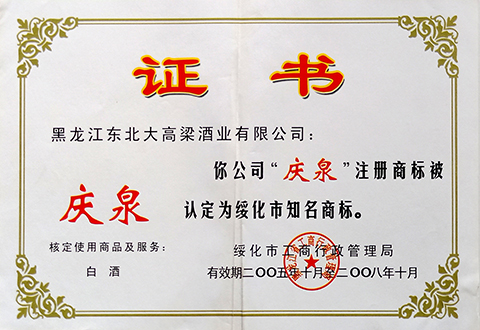 证书
黑龙江东北大高梁酒业有限公司：
你公司“庆泉”注册商标被
认定为绥化市知名商标。
庆泉
核定使用商品及服务：
白酒
绥化市工商行政管理局
有效期二〇〇五年十月至二〇〇八年十月